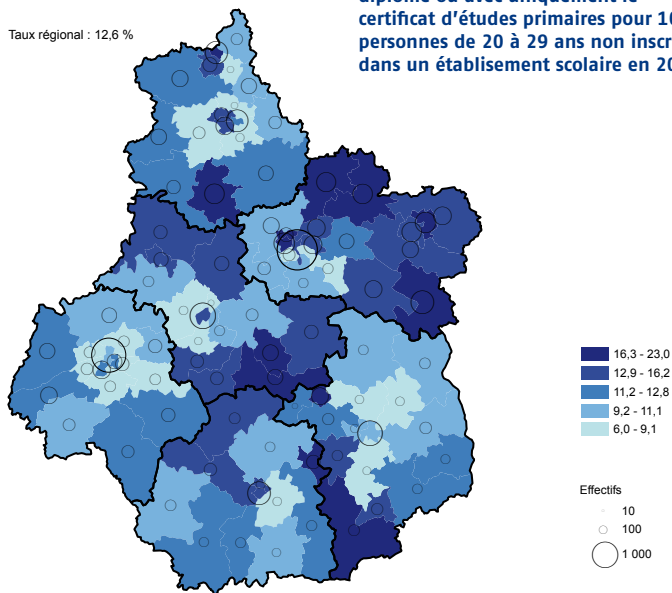 diplômé ou avec uniquement le
certificat d'études primaires pour 10
personnes de 20 à 29 ans non inscr
dans un établisement scolaire en 20
Taux régional : 12,6 %
16,3 - 23,0
12,9 - 16,2
11,2 - 12,8
9,2 - 11,1
6,0 - 9,1
Effectifs
10
100
1 000